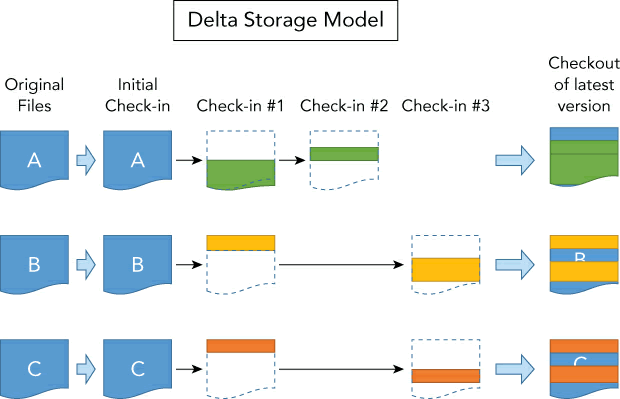 Delta Storage Model
Original
Files
Initial
Check-in
Check-in #1
Check-in #2
Check-in #3
Checkout
of latest
version
A
A
B
B
B
C
C
C